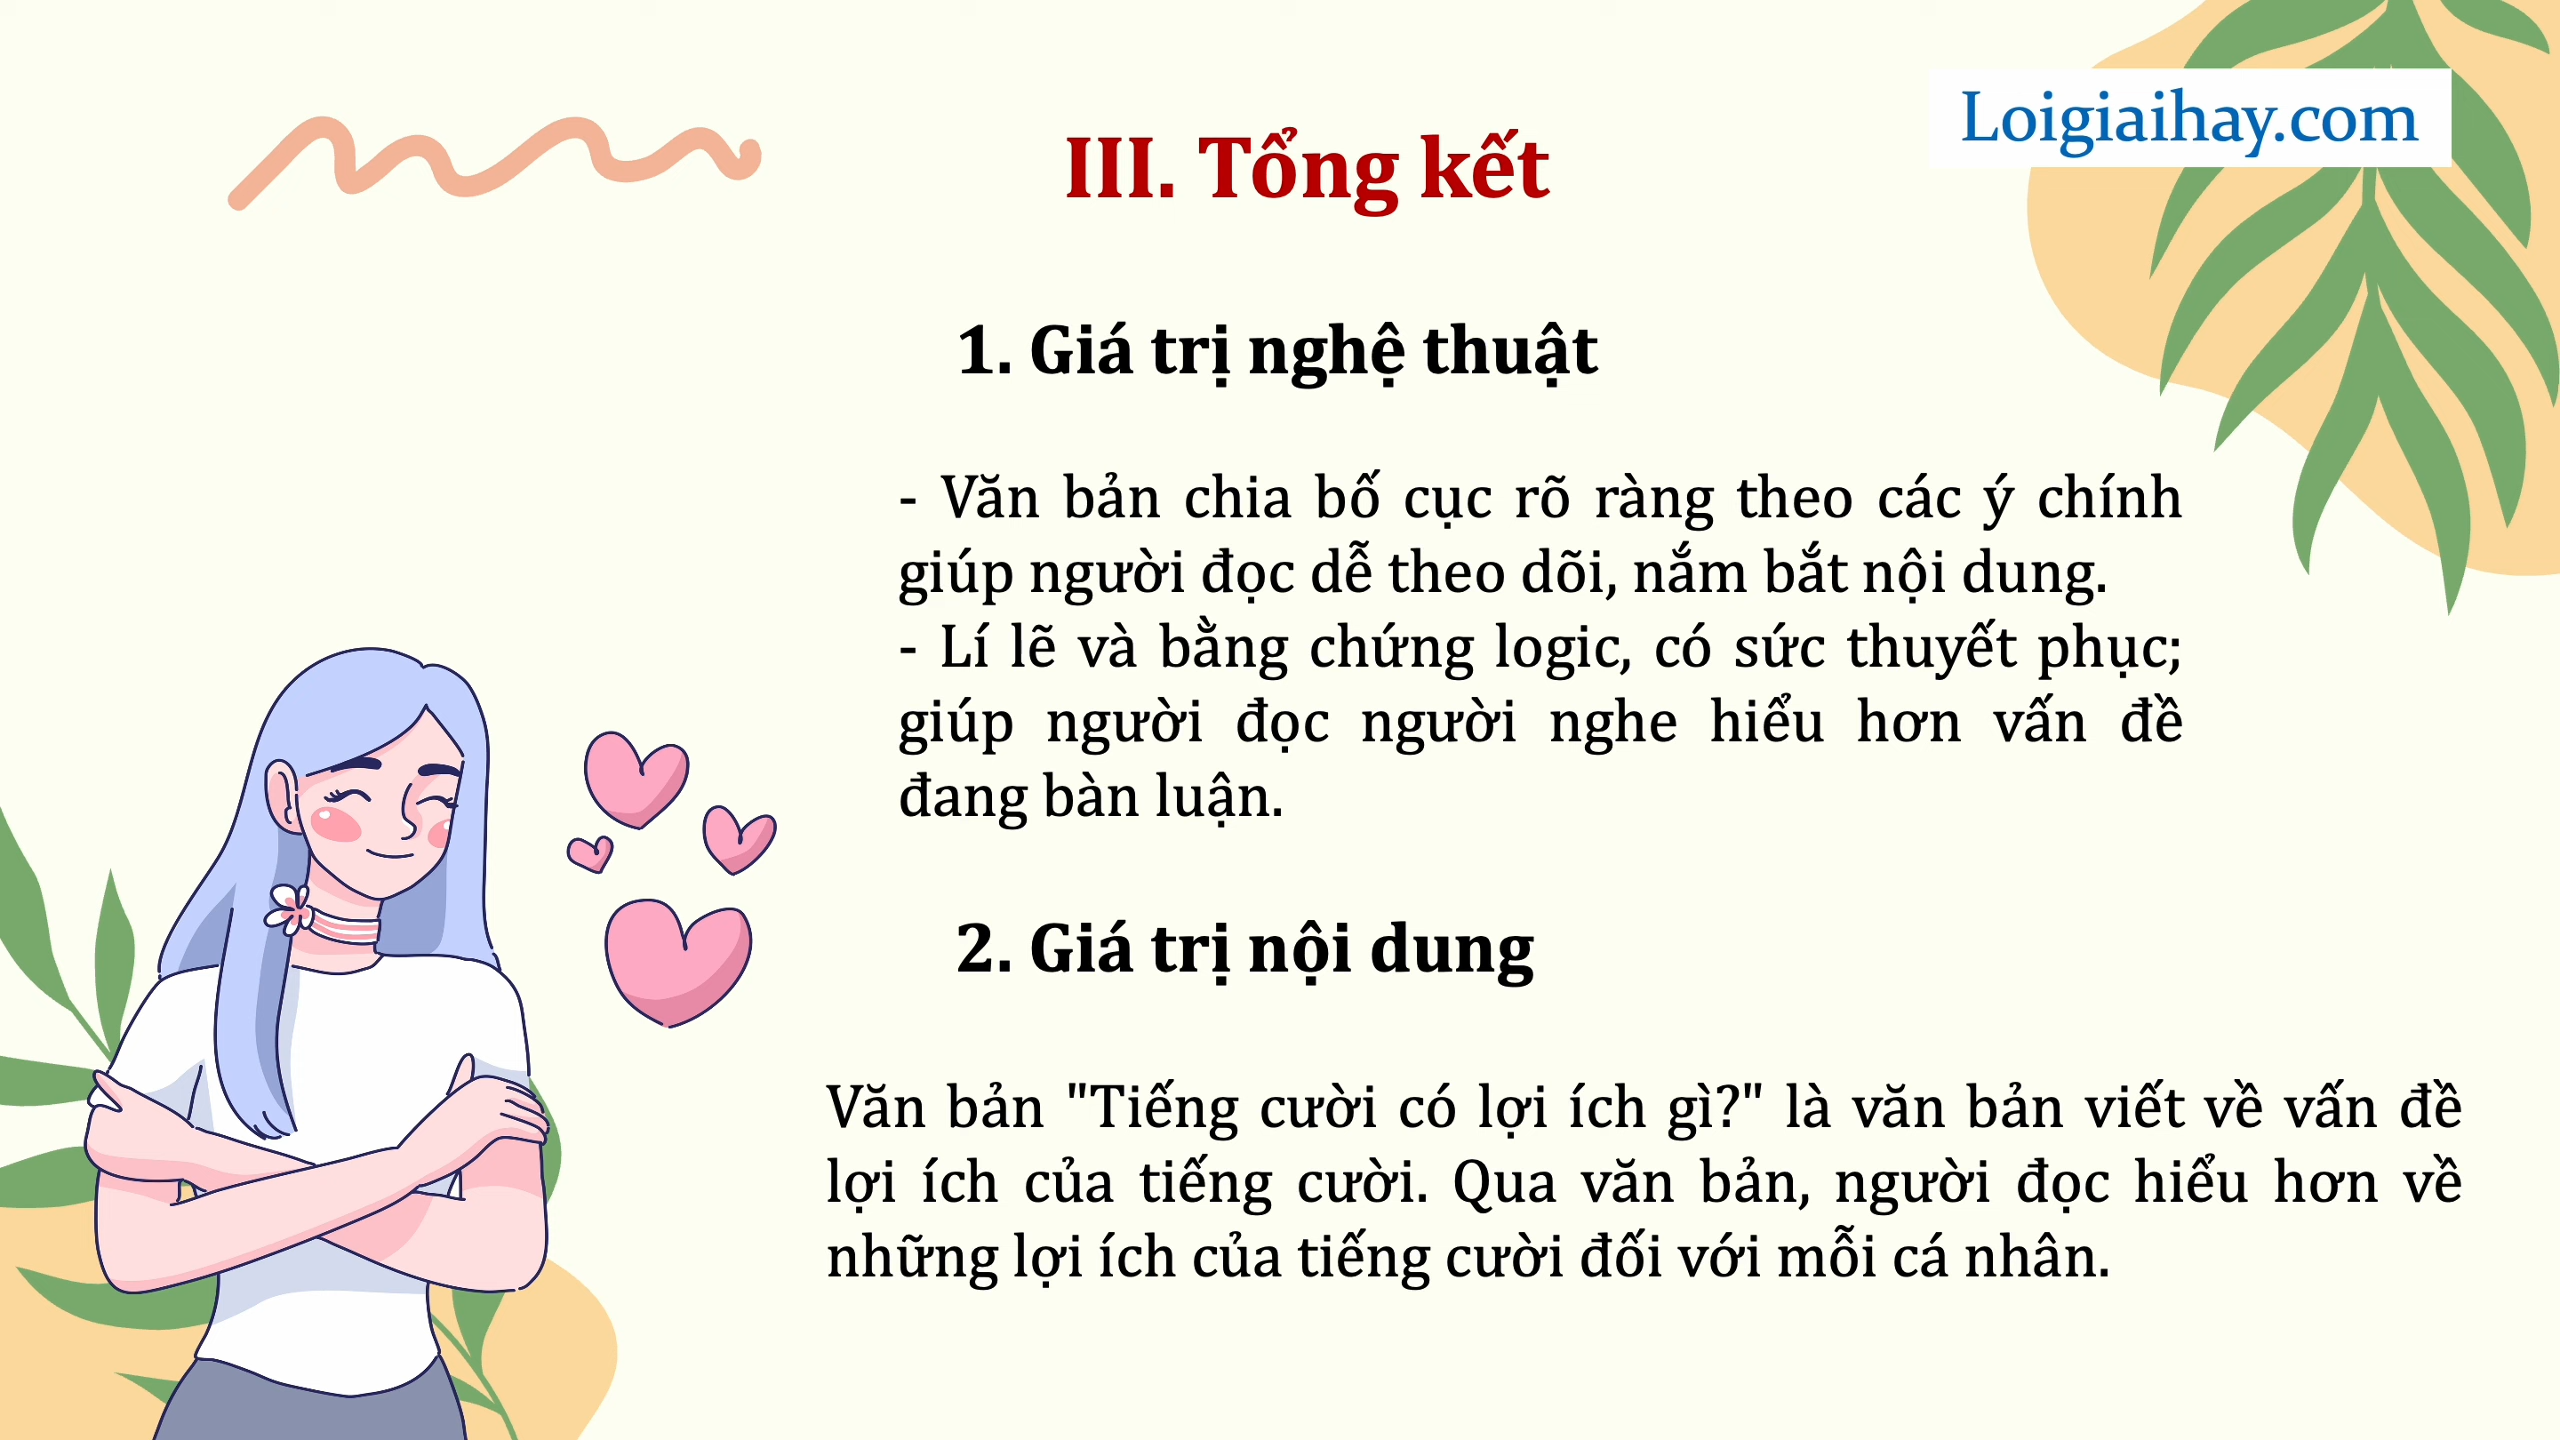 Loigiaihay.com
III. Tổng kết
1. Giá trị nghệ thuật
- Văn bản chia bố cục rõ ràng theo các ý chính
giúp người đọc dễ theo dõi, nắm bắt nội dung.
- Lí lẽ và bằng chứng logic, có sức thuyết phục;
giúp người đọc người nghe hiểu hơn vấn đề
đang bàn luận.
2. Giá trị nội dung
Văn bản "Tiếng cười có lợi ích gì?" là văn bản viết về vấn đề
lợi ích của tiếng cười. Qua văn bản, người đọc hiểu hơn về
những lợi ích của tiếng cười đối với mỗi cá nhân.